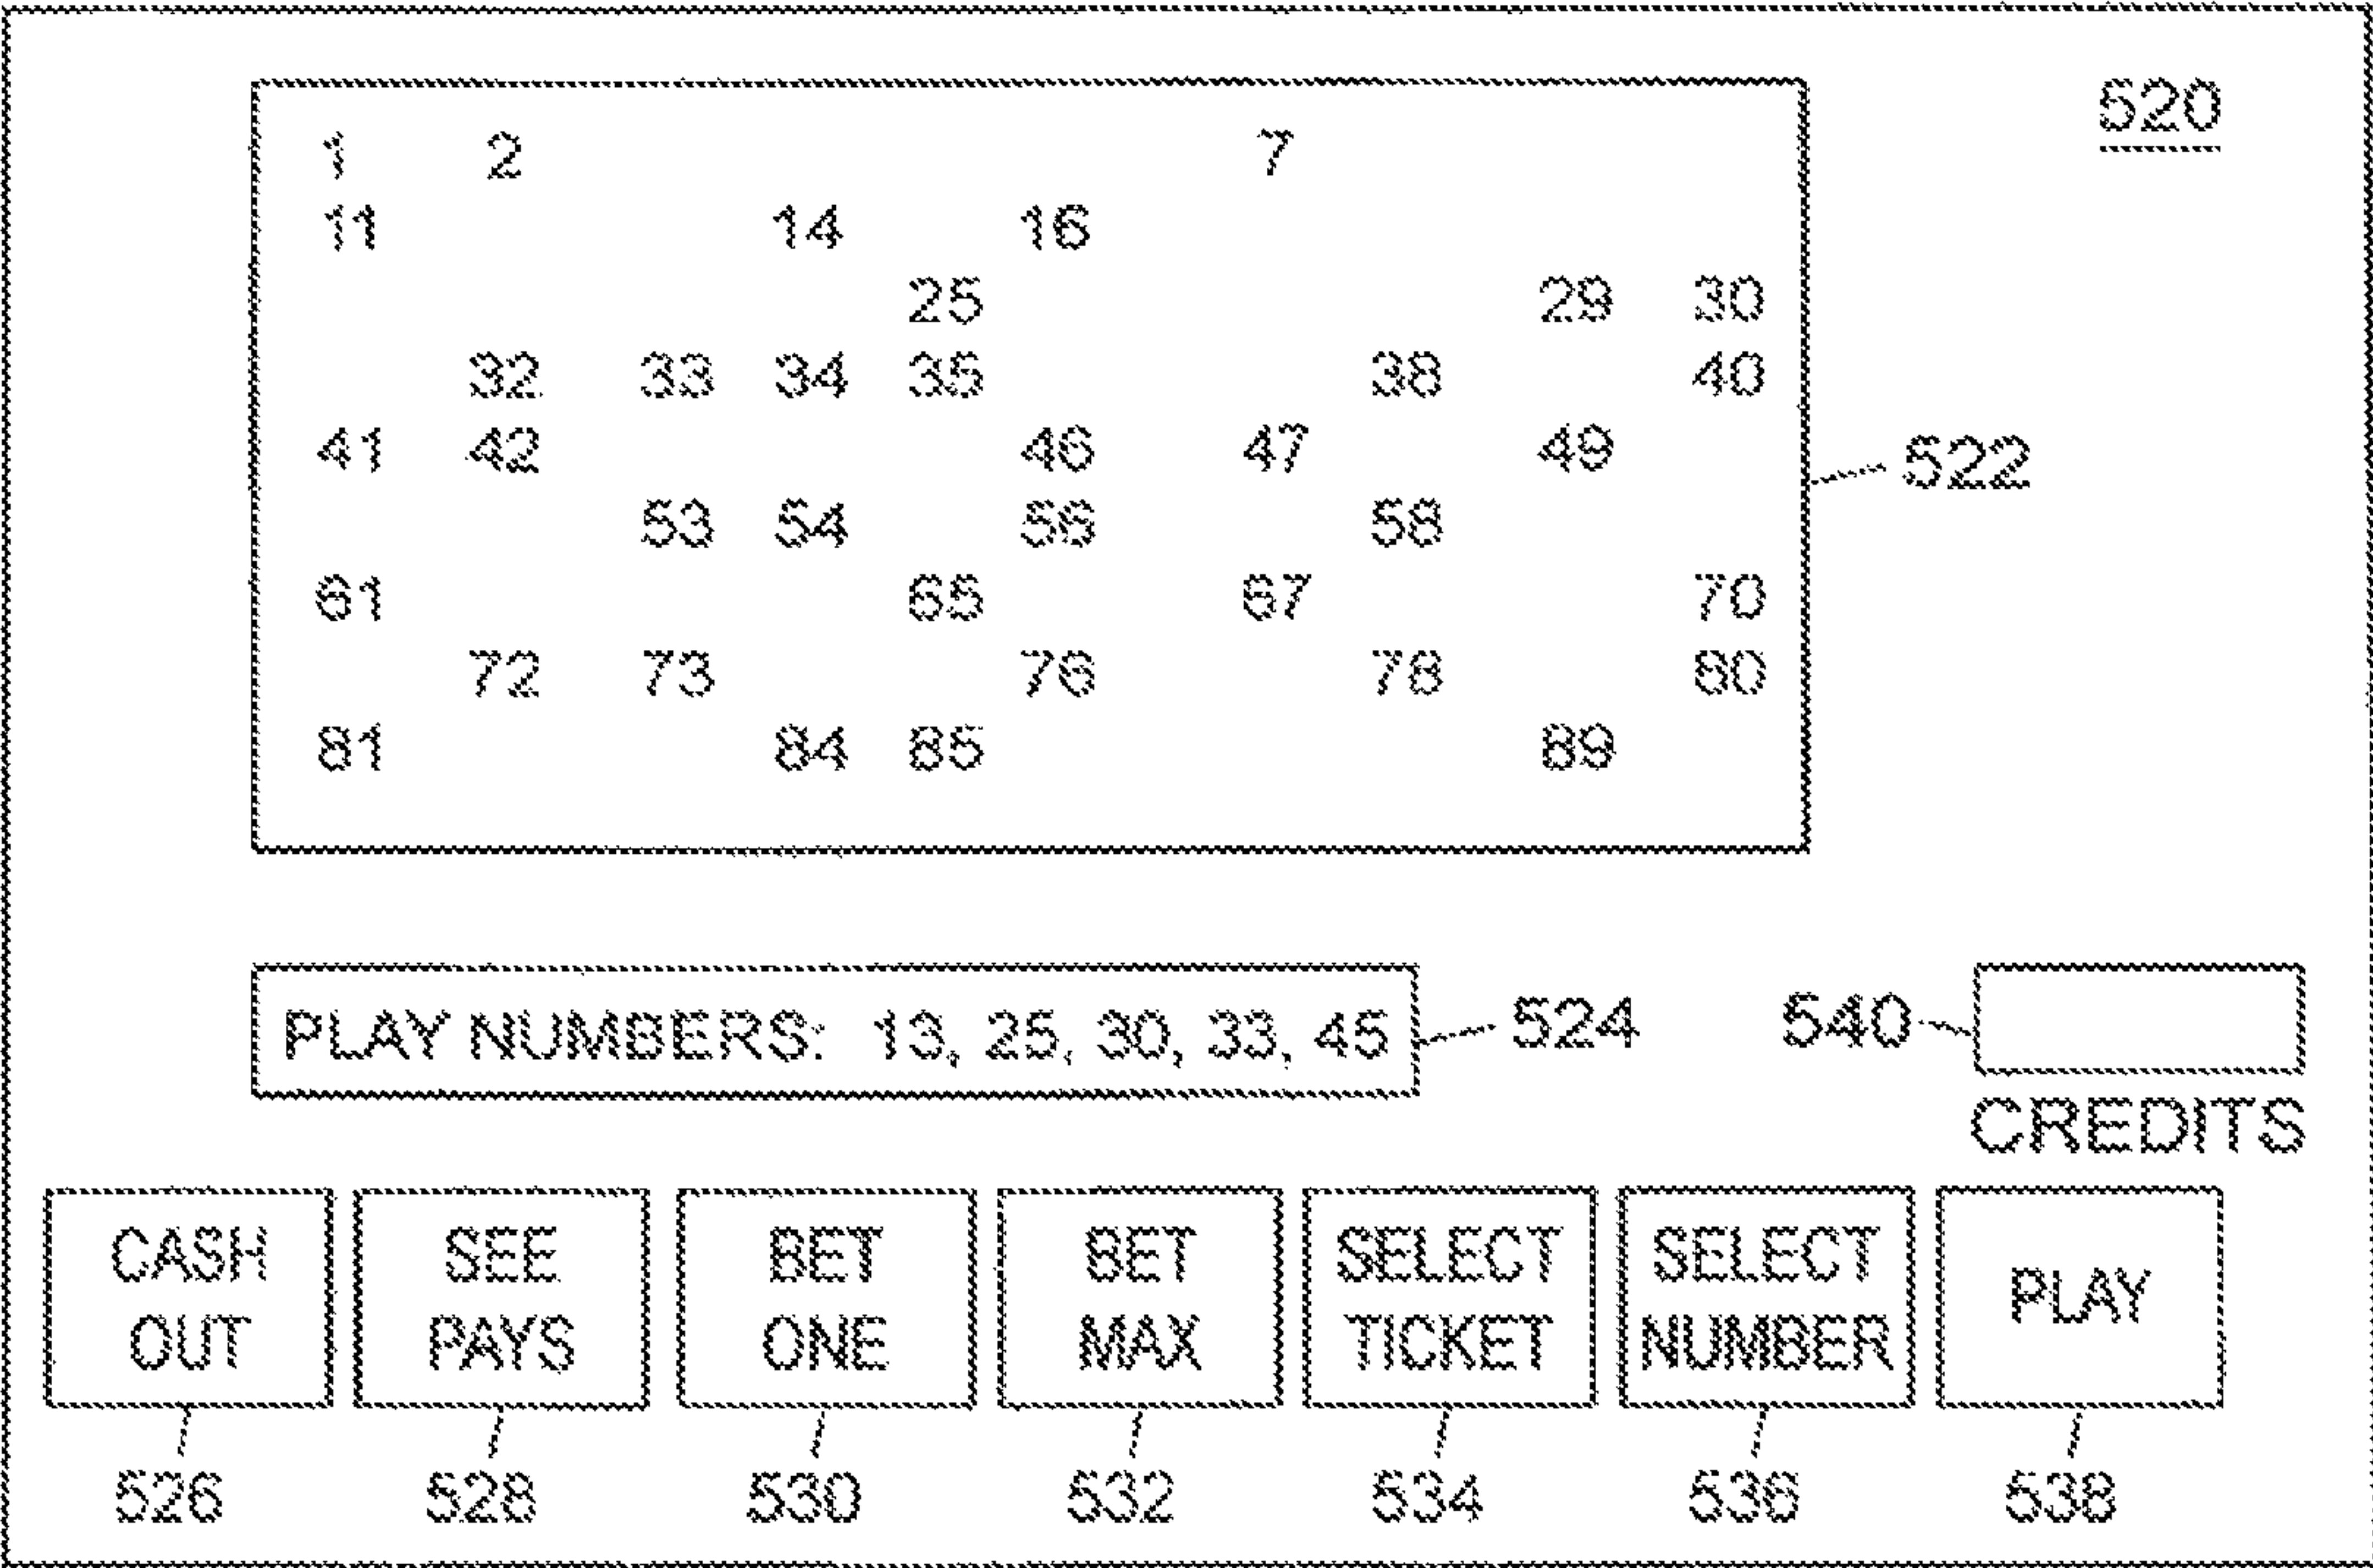 520
1 2 7
11 14 16
25 29 30
32 33 34 35 38 40
41 42 46 47 49
522
53 54 56 58
61 65 67 70
72 73 76 78 80
81 84 85 89
PLAY NUMBERS: 13, 25, 30, 33, 45
524
540
CREDITS
CASH
OUT
SEE
PAYS
BET
ONE
BET
MAX
SELECT
TICKET
SELECT
NUMBER
PLAY
526 528 530 532 534 536 538